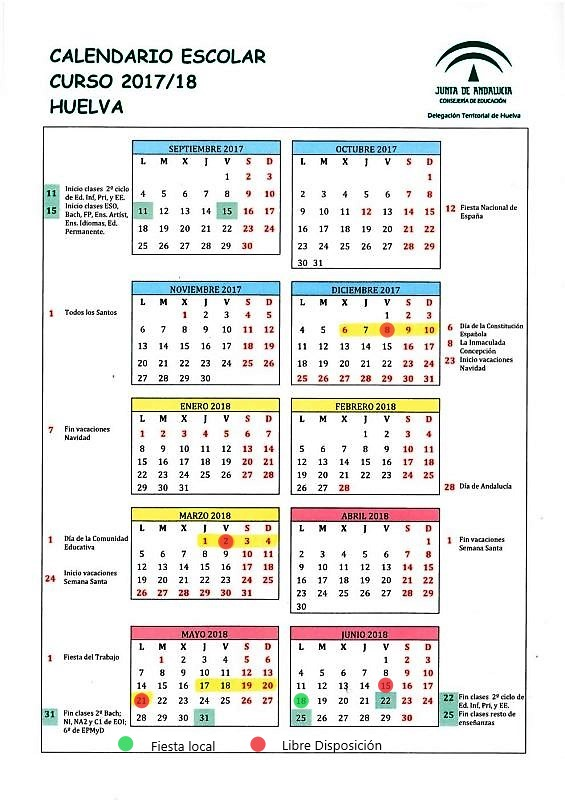 CALENDARIO ESCOLAR
CURSO 2017/18
HUELVA
JUNTA DE ANDALUCIA
CONSEJERÍA DE EDUCACIÓN
Delegación Territorial de Huelva
11 Inicio clases 2º ciclo
de Ed. Inf, Pri, y EE.
15 Inicio clases ESO,
Bach, FP, Ens. Artíst,
Ens. Idiomas, Ed.
Permanente.
SEPTIEMBRE 2017
L M X J V S D
1 2 3
4 5 6 7 8 9 10
11 12 13 14 15 16 17
18 19 20 21 22 23 24
25 26 27 28 29 30
OCTUBRE 2017
L M X J V S D
1
2 3 4 5 6 7 8
9 10 11 12 13 14 15
16 17 18 19 20 21 22
23 24 25 26 27 28 29
30 31
12 Fiesta Nacional de
España
1 Todos los Santos
NOVIEMBRE 2017
L M X J V S D
1 2 3 4 5
6 7 8 9 10 11 12
13 14 15 16 17 18 19
20 21 22 23 24 25 26
27 28 29 30
DICIEMBRE 2017
L M X J V S D
1 2 3
4 5 6 7 8 9 10
11 12 13 14 15 16 17
18 19 20 21 22 23 24
25 26 27 28 29 30 31
6 Día de la Constitución
Española
8 La Inmaculada
Concepción
23 Inicio vacaciones
Navidad
7 Fin vacaciones
Navidad
ENERO 2018
L M X J V S D
1 2 3 4 5 6 7
8 9 10 11 12 13 14
15 16 17 18 19 20 21
22 23 24 25 26 27 28
29 30 31
FEBRERO 2018
L M X J V S D
1 2 3 4
5 6 7 8 9 10 11
12 13 14 15 16 17 18
19 20 21 22 23 24 25
26 27 28
28 Día de Andalucía
1 Día de la Comunidad
Educativa
24 Inicio vacaciones
Semana Santa
MARZO 2018
L M X J V S D
1 2 3 4
5 6 7 8 9 10 11
12 13 14 15 16 17 18
19 20 21 22 23 24 25
26 27 28 29 30 31
ABRIL 2018
L M X J V S D
1
2 3 4 5 6 7 8
9 10 11 12 13 14 15
16 17 18 19 20 21 22
23 24 25 26 27 28 29
30
1 Fin vacaciones
Semana Santa
1 Fiesta del Trabajo
31 Fin clases 2º Bach;
NI, NA2 y C1 de EOI;
6º de EPMyD
MAYO 2018
L M X J V S D
1 2 3 4 5 6
7 8 9 10 11 12 13
14 15 16 17 18 19 20
21 22 23 24 25 26 27
28 29 30 31
JUNIO 2018
L M X J V S D
1 2 3
4 5 6 7 8 9 10
11 12 13 14 15 16 17
18 19 20 21 22 23 24
25 26 27 28 29 30
22 Fin clases 2º ciclo de
Ed. Inf, Pri, y EE.
25 Fin clases resto de
enseñanzas
Fiesta local
Libre Disposición